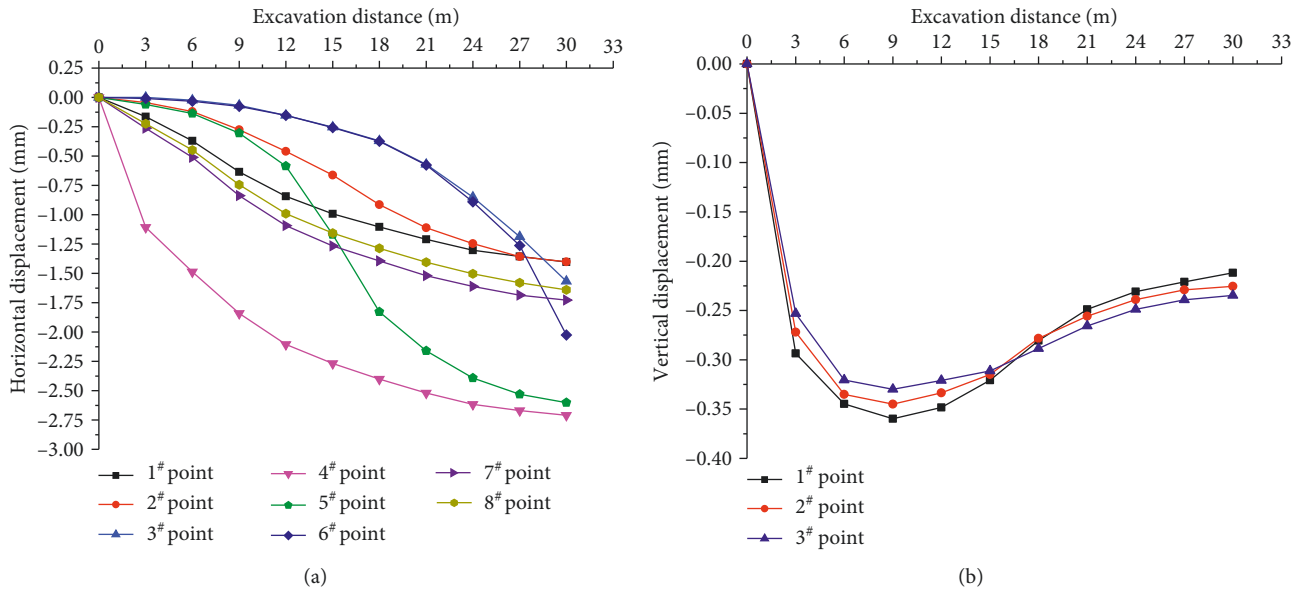 Excavation distance (m)
0 3 6 9 12 15 18 21 24 27 30 33
0.25
0.00
–0.25
–0.50
–0.75
–1.00
–1.25
–1.50
–1.75
–2.00
–2.25
–2.50
–2.75
–3.00
Horizontal displacement (mm)
1# point 4# point 7# point
2# point 5# point 8# point
3# point 6# point
(a)
Excavation distance (m)
0 3 6 9 12 15 18 21 24 27 30 33
0.00
–0.10
–0.15
–0.20
–0.25
–0.30
–0.35
–0.40
Vertical displacement (mm)
1# point
2# point
3# point
(b)